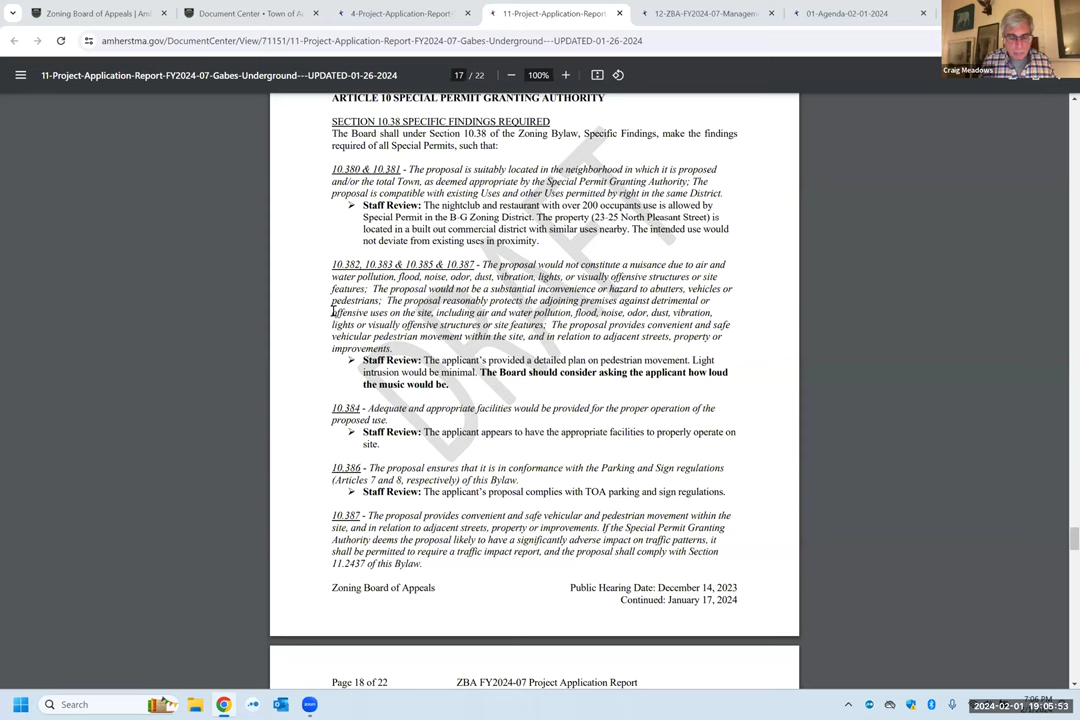 Zoning Board of Appeals | Am
Document Center • Town of A
4-Project-Application-Report-
11-Project-Application-Report-
12-ZBA-FY2024-07-Managem
01-Agenda-02-01-2024
amherstma.gov/DocumentCenter/View/71151/11-Project-Application-Report-FY2024-07-Gabes-Underground---UPDATED-01-26-2024
Craig Meadows
11-Project-Application-Report-FY2024-07-Gabes-Underground---UPDATED-01-26-2024
17 / 22
100%
ARTICLE 10 SPECIAL PERMIT GRANTING AUTHORITY
SECTION 10.38 SPECIFIC FINDINGS REQUIRED
The Board shall under Section 10.38 of the Zoning Bylaw, Specific Findings, make the findings
required of all Special Permits, such that:
10.380 & 10.381 - The proposal is suitably located in the neighborhood in which it is proposed
and/or the total Town, as deemed appropriate by the Special Permit Granting Authority; The
proposal is compatible with existing Uses and other Uses permitted by right in the same District.
➢ Staff Review: The nightclub and restaurant with over 200 occupants use is allowed by
Special Permit in the B-G Zoning District. The property (23-25 North Pleasant Street) is
located in a built out commercial district with similar uses nearby. The intended use would
not deviate from existing uses in proximity.
10.382, 10.383 & 10.385 & 10.387 - The proposal would not constitute a nuisance due to air and
water pollution, flood, noise, odor, dust, vibration, lights, or visually offensive structures or site
features; The proposal would not be a substantial inconvenience or hazard to abutters, vehicles or
pedestrians; The proposal reasonably protects the adjoining premises against detrimental or
offensive uses on the site, including air and water pollution, flood, noise, odor, dust, vibration,
lights or visually offensive structures or site features; The proposal provides convenient and safe
vehicular pedestrian movement within the site, and in relation to adjacent streets, property or
improvements.
➢ Staff Review: The applicant's provided a detailed plan on pedestrian movement. Light
intrusion would be minimal. The Board should consider asking the applicant how loud
the music would be.
10.384 - Adequate and appropriate facilities would be provided for the proper operation of the
proposed use.
➢ Staff Review: The applicant appears to have the appropriate facilities to properly operate on
site.
10.386 - The proposal ensures that it is in conformance with the Parking and Sign regulations
(Articles 7 and 8, respectively) of this Bylaw.
➢ Staff Review: The applicant's proposal complies with TOA parking and sign regulations.
10.387 - The proposal provides convenient and safe vehicular and pedestrian movement within the
site, and in relation to adjacent streets, property or improvements. If the Special Permit Granting
Authority deems the proposal likely to have a significantly adverse impact on traffic patterns, it
shall be permitted to require a traffic impact report, and the proposal shall comply with Section
11.2437 of this Bylaw.
DRAFT
Zoning Board of Appeals
Public Hearing Date: December 14, 2023
Continued: January 17, 2024
Page 18 of 22
ZBA FY2024-07 Project Application Report
Search
zoom
7:06 PM
2024-02-01 19:05:53